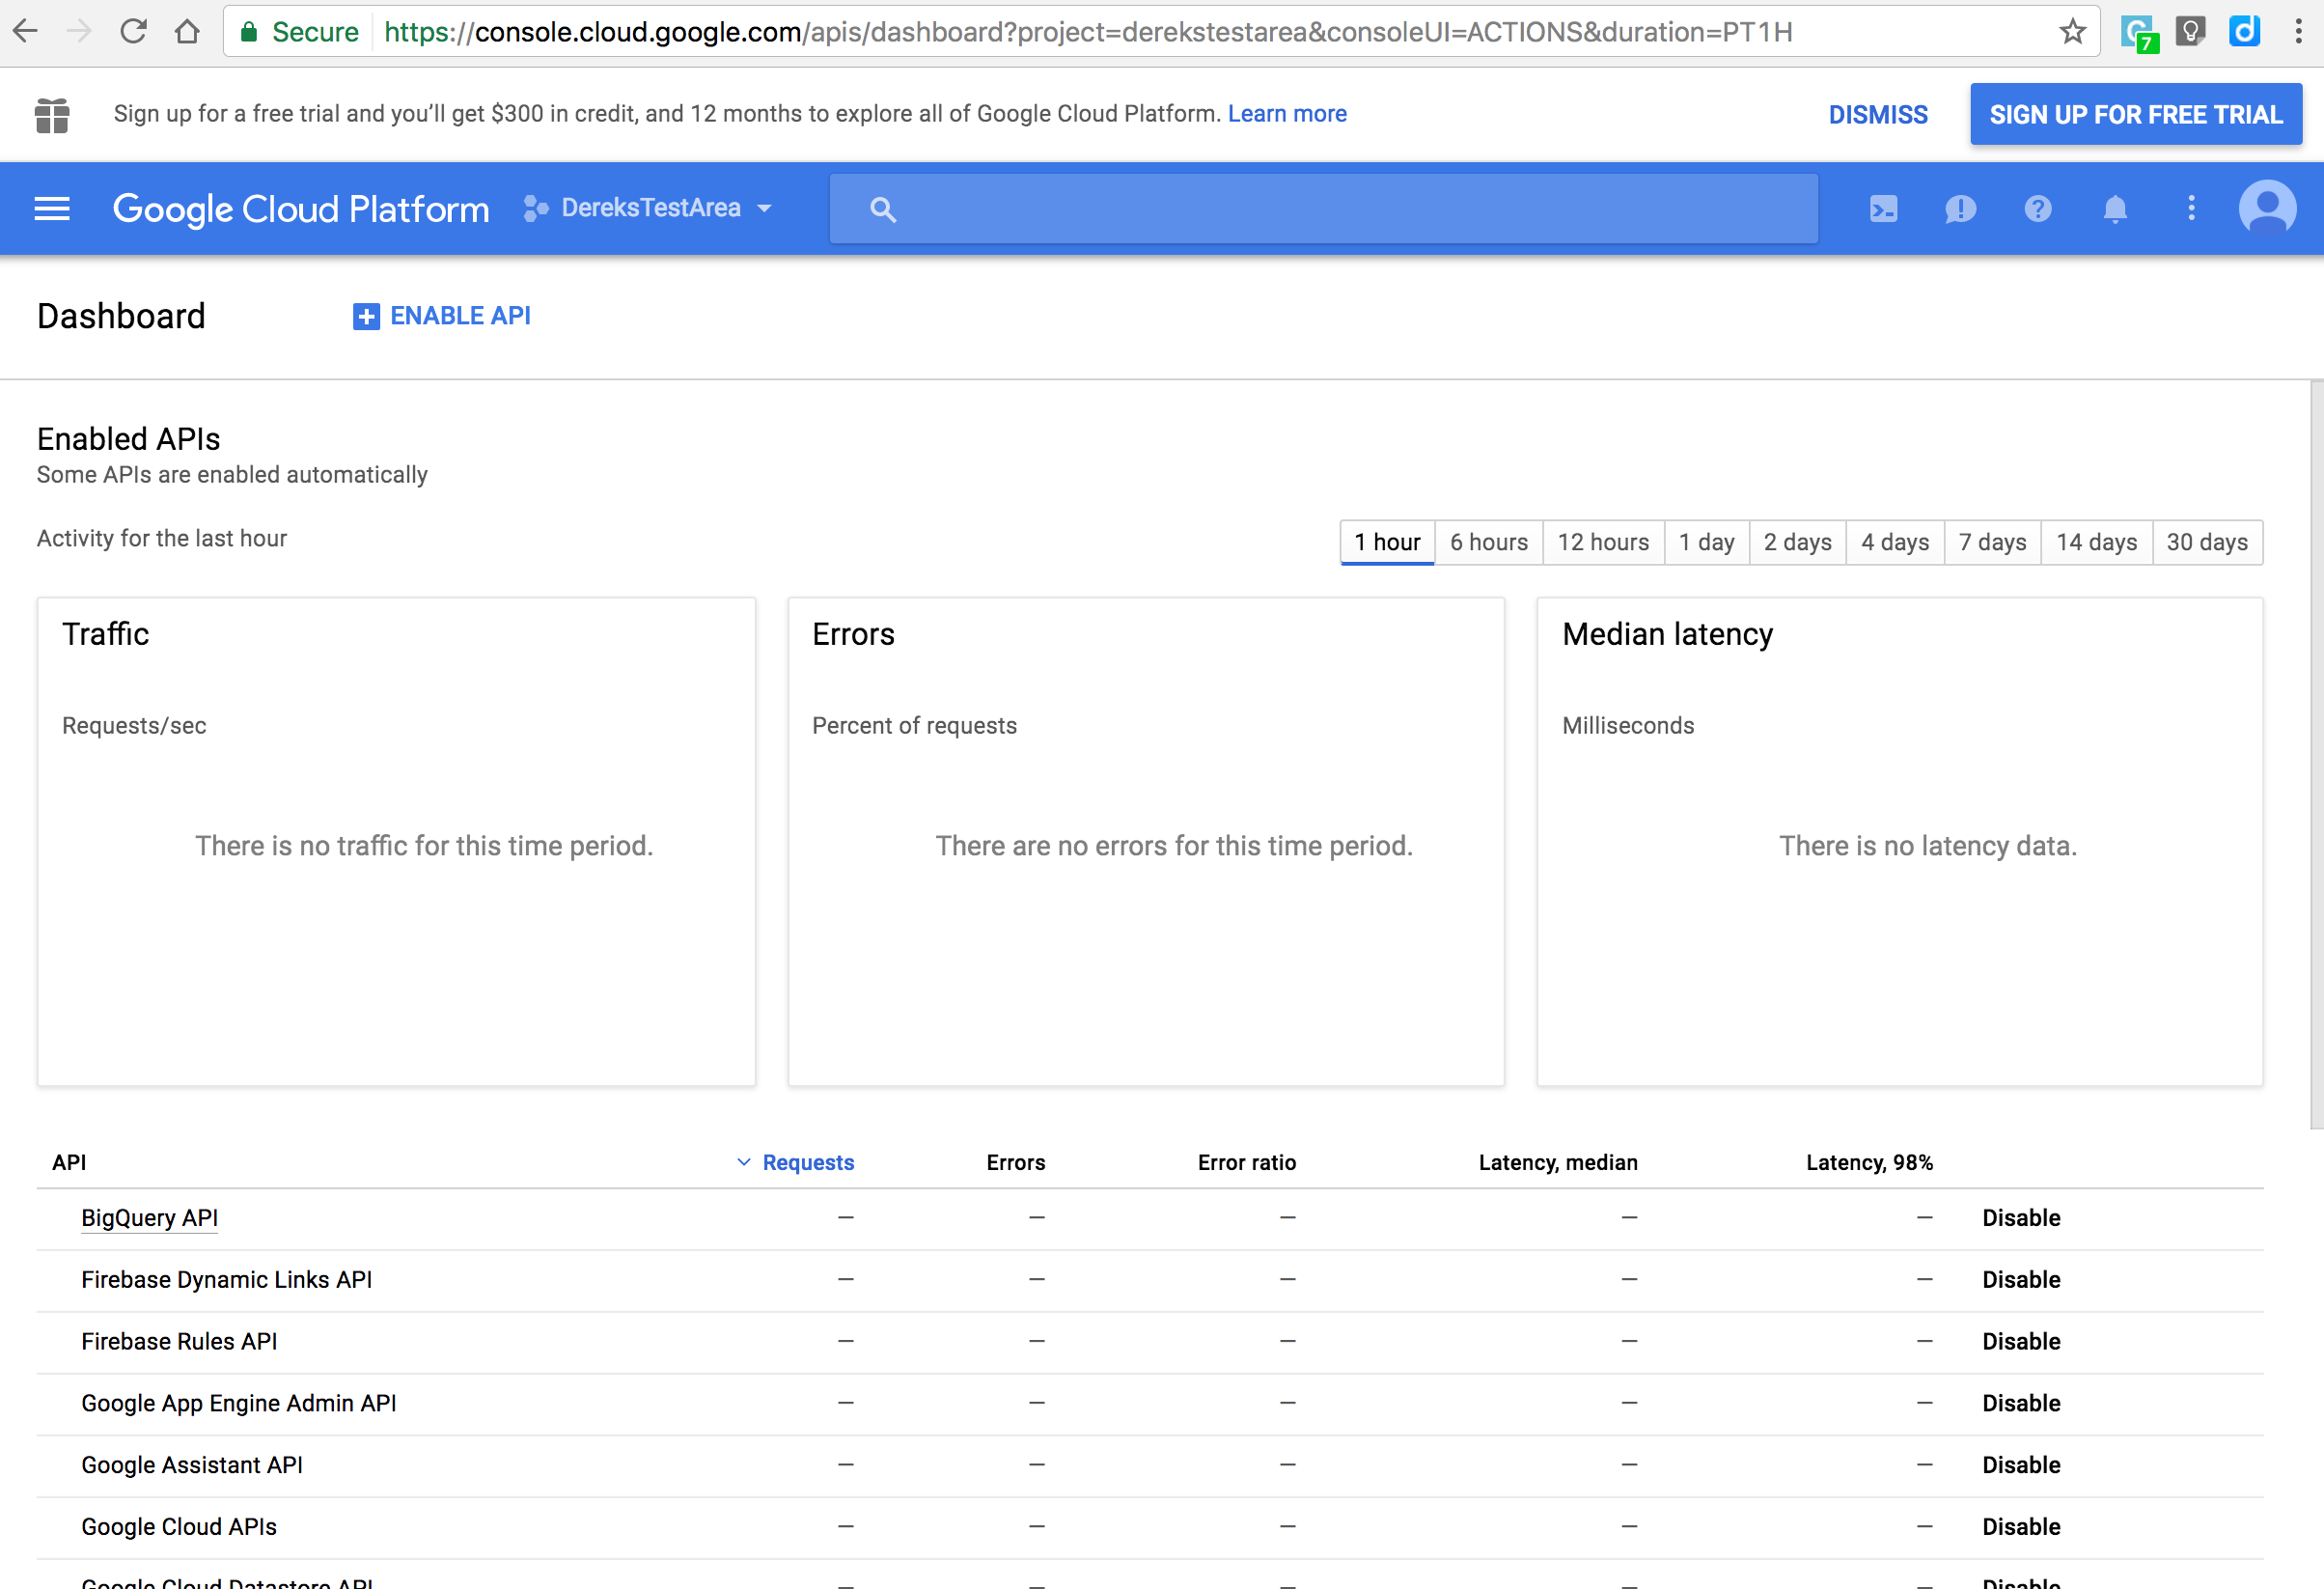 Secure https://console.cloud.google.com/apis/dashboard?project=derekstestarea&consoleUI=ACTIONS&duration=PT1H
G 7 d
Sign up for a free trial and you’ll get $300 in credit, and 12 months to explore all of Google Cloud Platform. Learn more DISMISS SIGN UP FOR FREE TRIAL
Google Cloud Platform DereksTestArea
Dashboard ENABLE API
Enabled APIs
Some APIs are enabled automatically
Activity for the last hour 1 hour 6 hours 12 hours 1 day 2 days 4 days 7 days 14 days 30 days
Traffic Errors Median latency
Requests/sec Percent of requests Milliseconds
There is no traffic for this time period. There are no errors for this time period. There is no latency data.
API Requests Errors Error ratio Latency, median Latency, 98%
BigQuery API — — — — — Disable
Firebase Dynamic Links API — — — — — Disable
Firebase Rules API — — — — — Disable
Google App Engine Admin API — — — — — Disable
Google Assistant API — — — — — Disable
Google Cloud APIs — — — — — Disable
Google Cloud Datastore API — — — — — Disable